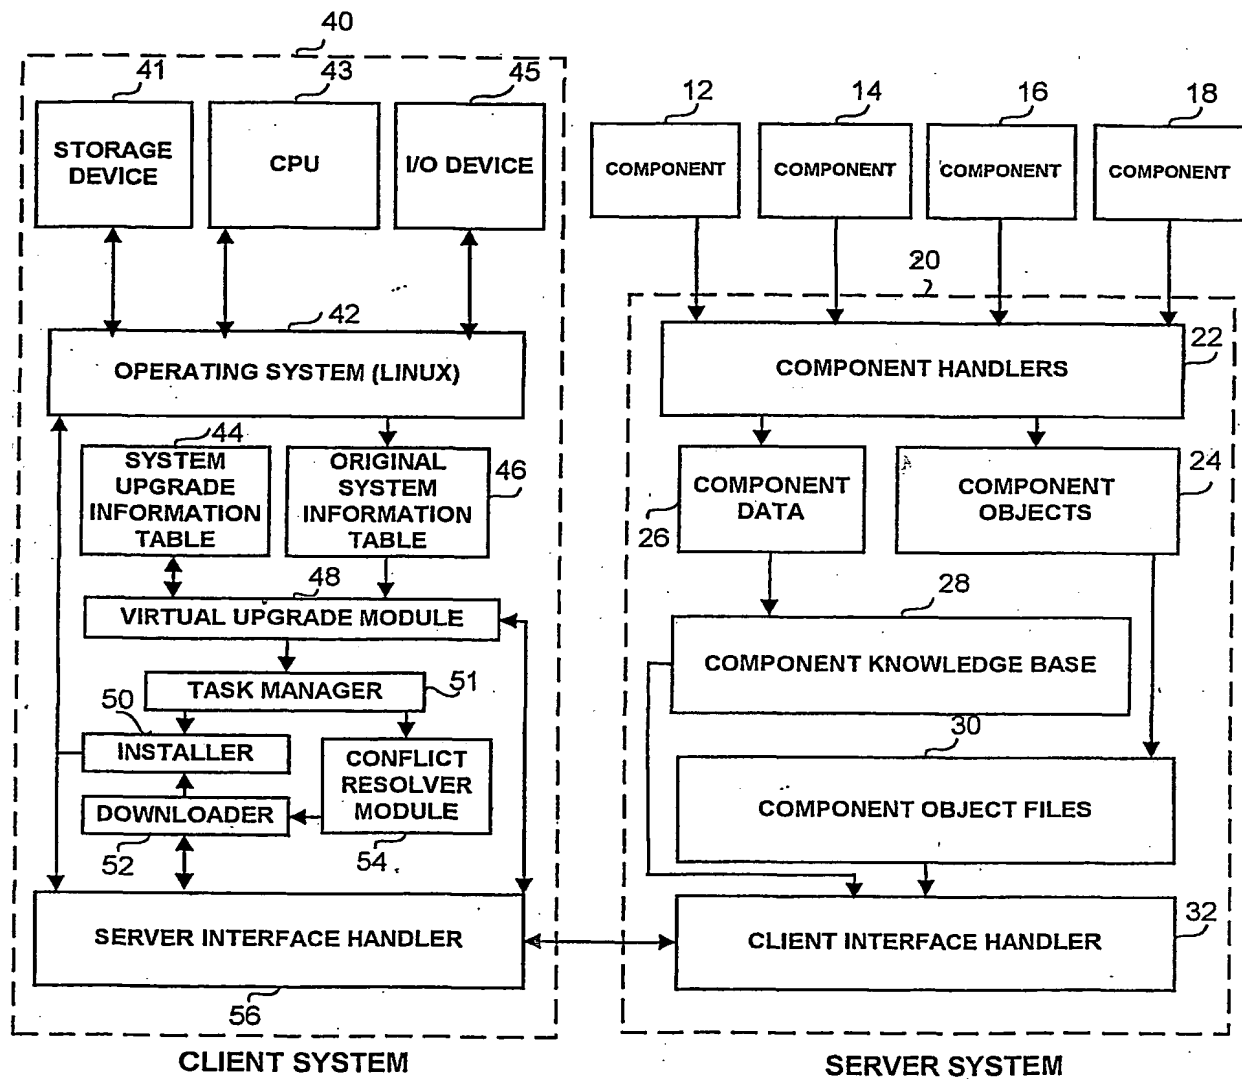 40
41
43
45
STORAGE
DEVICE
CPU
I/O DEVICE
12
14
16
18
COMPONENT
COMPONENT
COMPONENT
COMPONENT
20
42
OPERATING SYSTEM (LINUX)
COMPONENT HANDLERS
22
44
SYSTEM
UPGRADE
INFORMATION
TABLE
ORIGINAL
SYSTEM
INFORMATION
TABLE
46
COMPONENT
DATA
26
COMPONENT
OBJECTS
24
48
VIRTUAL UPGRADE MODULE
28
COMPONENT KNOWLEDGE BASE
TASK MANAGER
51
50
INSTALLER
CONFLICT
RESOLVER
MODULE
54
DOWNLOADER
52
30
COMPONENT OBJECT FILES
SERVER INTERFACE HANDLER
56
CLIENT INTERFACE HANDLER
32
CLIENT SYSTEM
SERVER SYSTEM